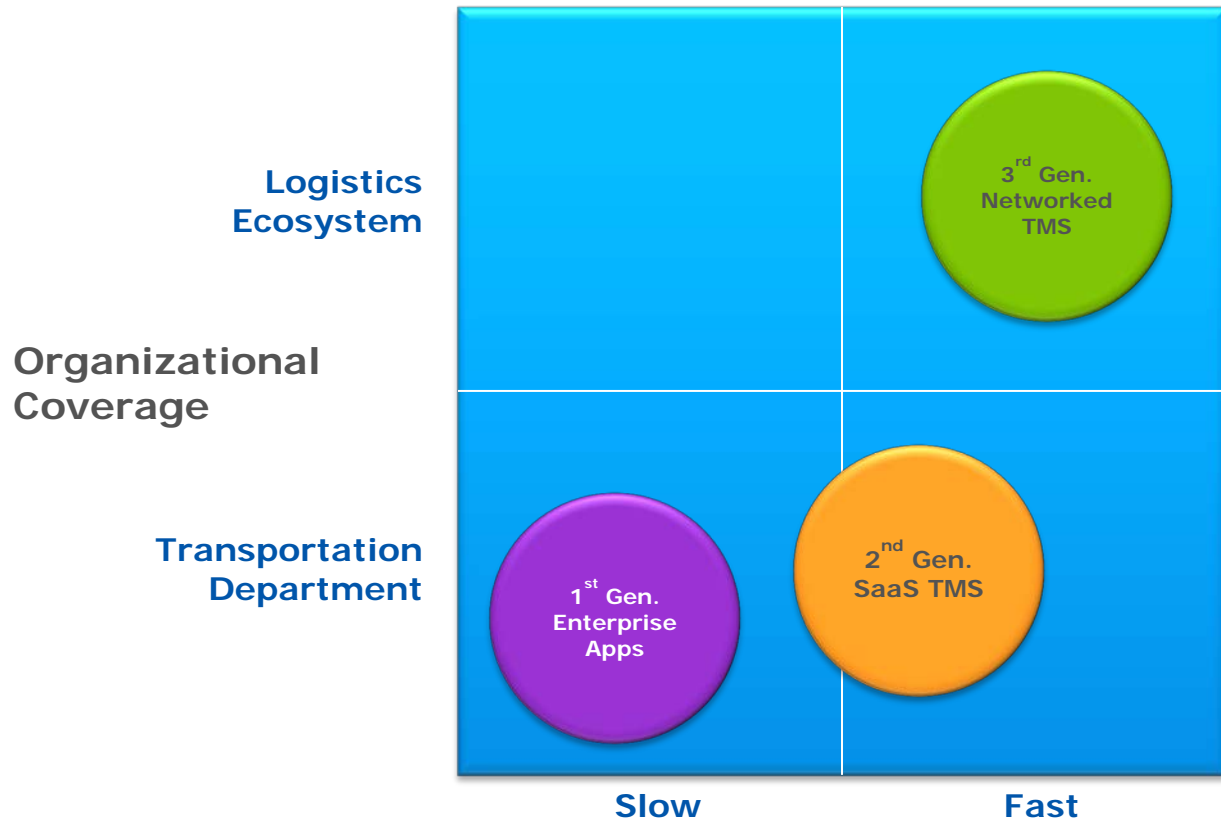 Logistics
Ecosystem
3rd Gen.
Networked
TMS
Organizational
Coverage
Transportation
Department
1st Gen.
Enterprise
Apps
2nd Gen.
SaaS TMS
Slow
Fast